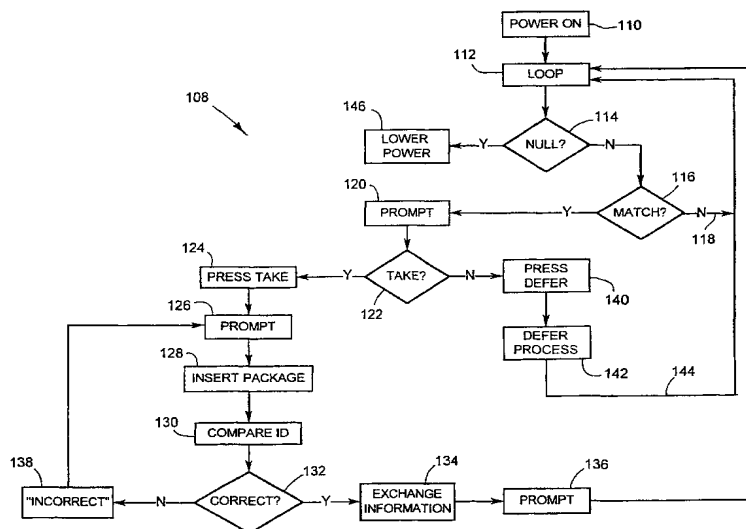 POWER ON
110
112
LOOP
108
146
114
LOWER
POWER
Y
NULL?
N
120
116
PROMPT
Y
MATCH?
N
118
124
PRESS TAKE
Y
TAKE?
N
PRESS
DEFER
122
140
126
PROMPT
128
DEFER
PROCESS
142
144
INSERT PACKAGE
130
COMPARE ID
138
132
134
136
"INCORRECT"
N
CORRECT?
Y
EXCHANGE
INFORMATION
PROMPT